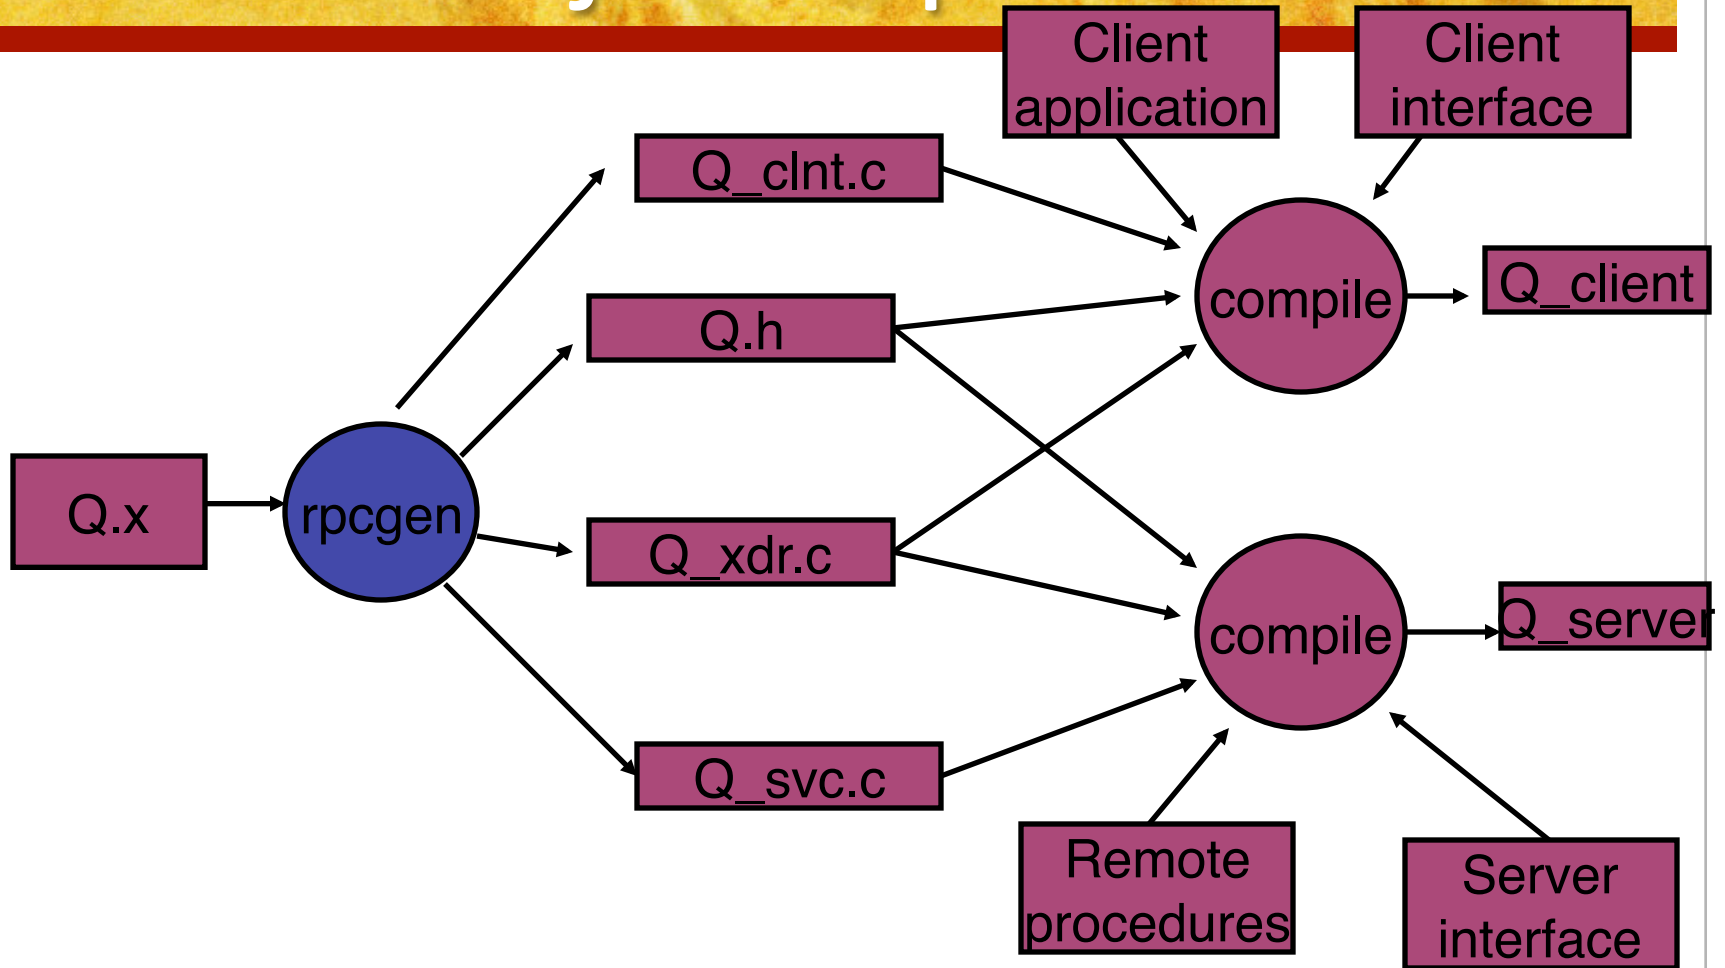 Client
application
Client
interface
Q_clnt.c
Q.h
compile
Q_client
Q.x
rpcgen
Q_xdr.c
compile
Q_server
Q_svc.c
Remote
procedures
Server
interface